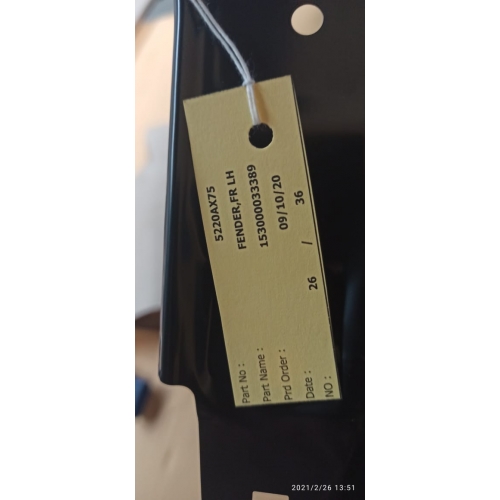 Part No : 5220AX75
Part Name : FENDER,FR LH
Prd Order : 153000033389
Date : 09/10/20
NO : 26 / 36
2021/2/26 13:51